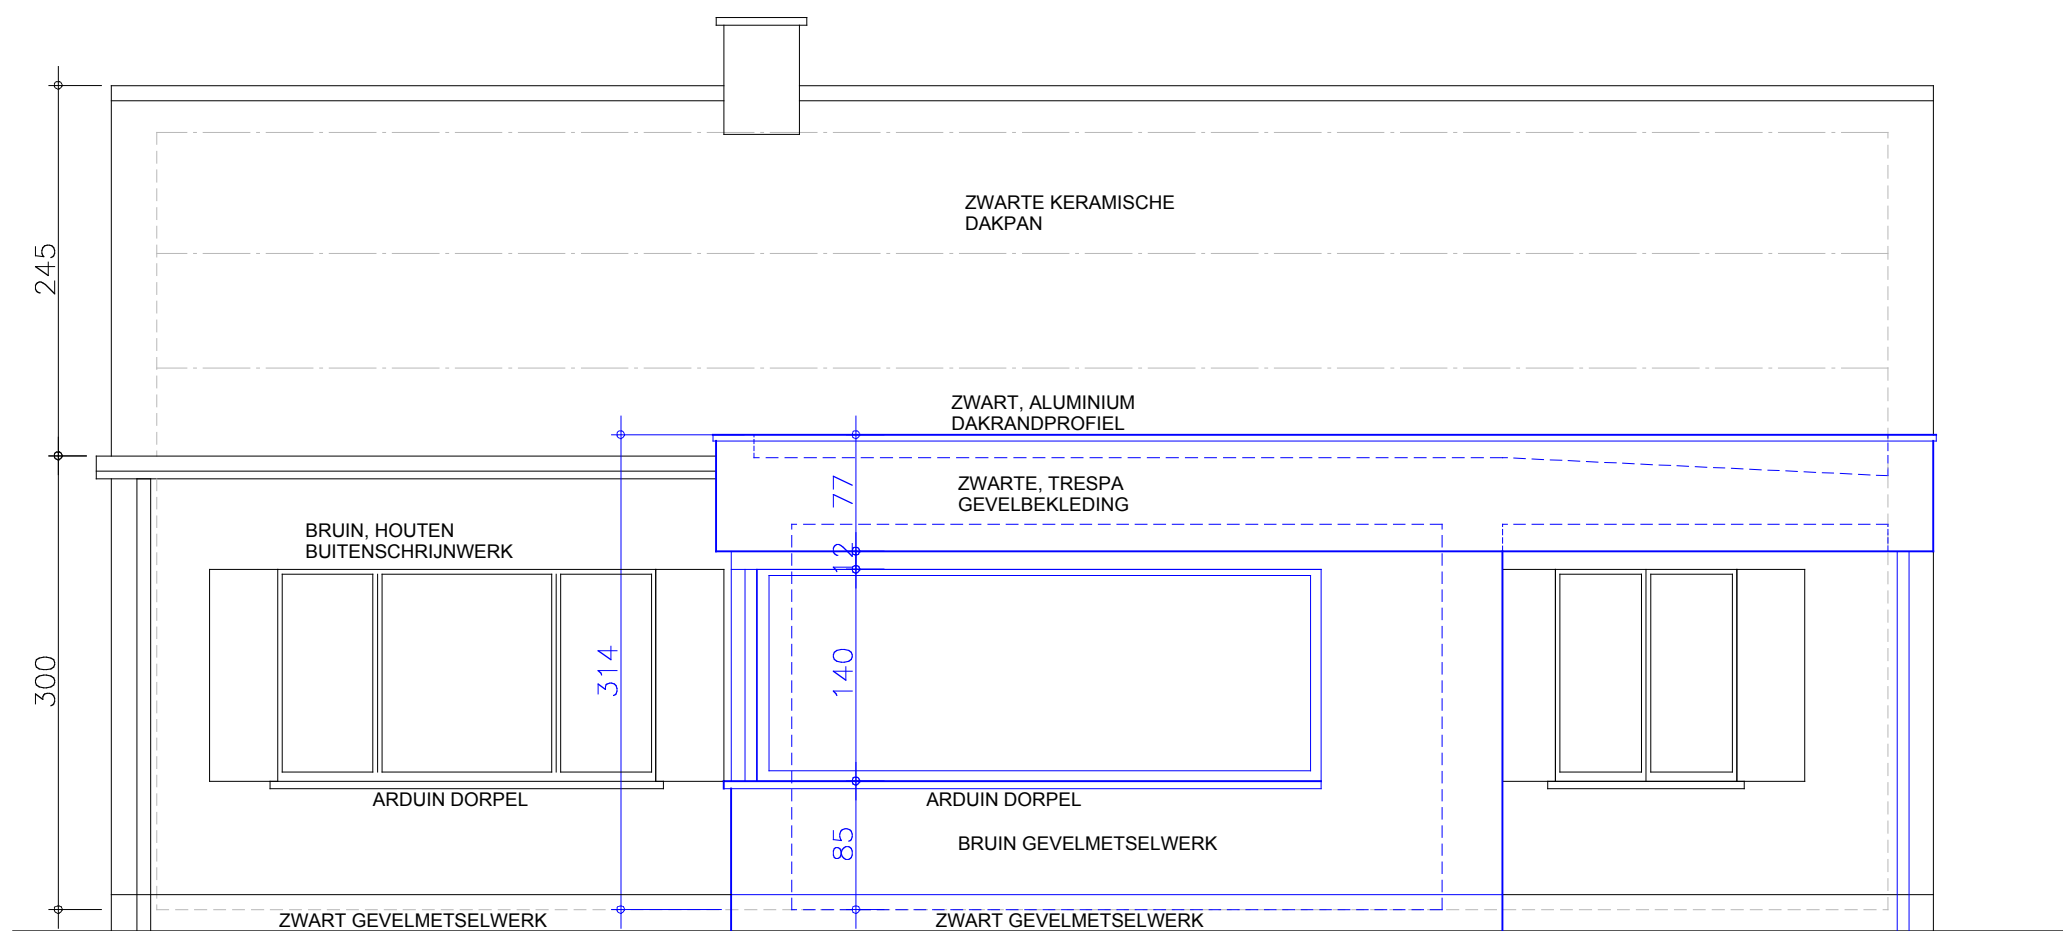 ZWARTE KERAMISCHE
DAKPAN
245
ZWART, ALUMINIUM
DAKRANDPROFIEL
ZWARTE, TRESPA
GEVELBEKLEDING
77
BRUIN, HOUTEN
BUITENSCHRIJNWERK
12
300
314
140
ARDUIN DORPEL
ARDUIN DORPEL
85
BRUIN GEVELMETSELWERK
ZWART GEVELMETSELWERK
ZWART GEVELMETSELWERK